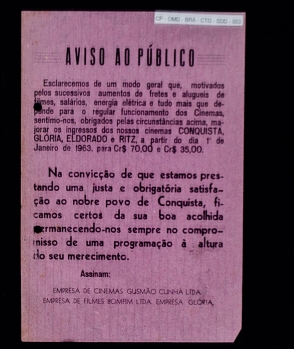 AVISO AO PÚBLICO
Esclarecemos de um modo geral que, motivados
pelos sucessivos aumentos de fretes e alugueis de
filmes, salários, energia elétrica e tudo mais que de-
pende para o regular funcionamento dos Cinemas,
sentimo-nos, obrigados pelas circunstâncias acima, ma-
jorar os ingressos dos nossos cinemas CONQUISTA,
GLÓRIA, ELDORADO e RITZ, a partir do dia 1º de
Janeiro de 1963, para Cr$ 70.00 e Cr$ 35,00.
Na convicção de que estamos pres-
tando uma justa e obrigatória satisfa-
ção ao nobre povo de Conquista, fi-
camos certos da sua boa acolhida
permanecendo-nos sempre no compro-
misso de uma programação à altura
do seu merecimento.
Assinam:
EMPRESA DE CINEMAS GUSMÃO CUNHA LTDA.
EMPRESA DE FILMES BOMFIM LTDA. EMPRESA GLÓRIA,